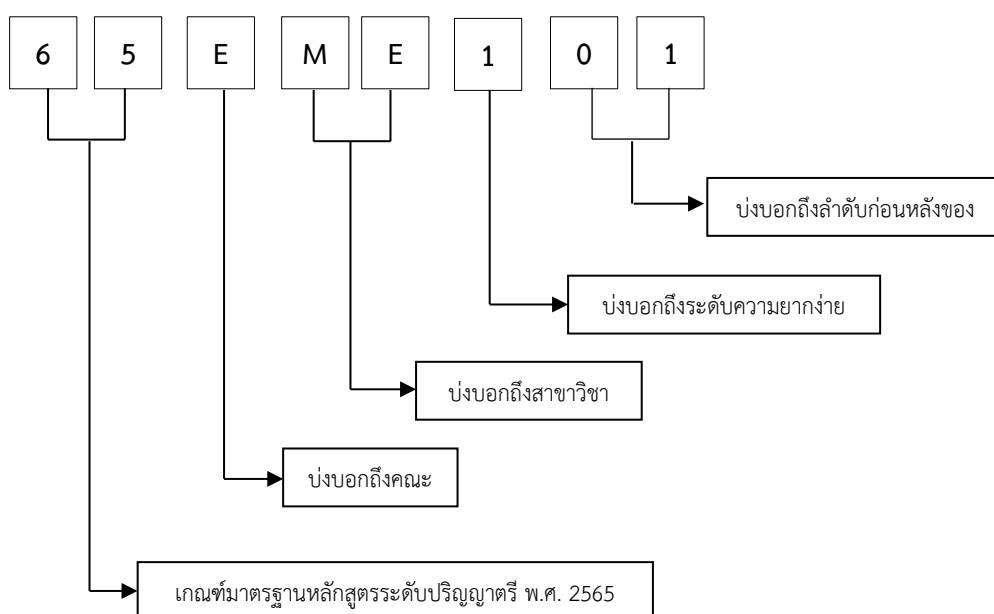 6 5 E M E 1 0 1
บ่งบอกถึงลำดับก่อนหลังของ
บ่งบอกถึงระดับความยากง่าย
บ่งบอกถึงสาขาวิชา
บ่งบอกถึงคณะ
เกณฑ์มาตรฐานหลักสูตรระดับปริญญาตรี พ.ศ. 2565